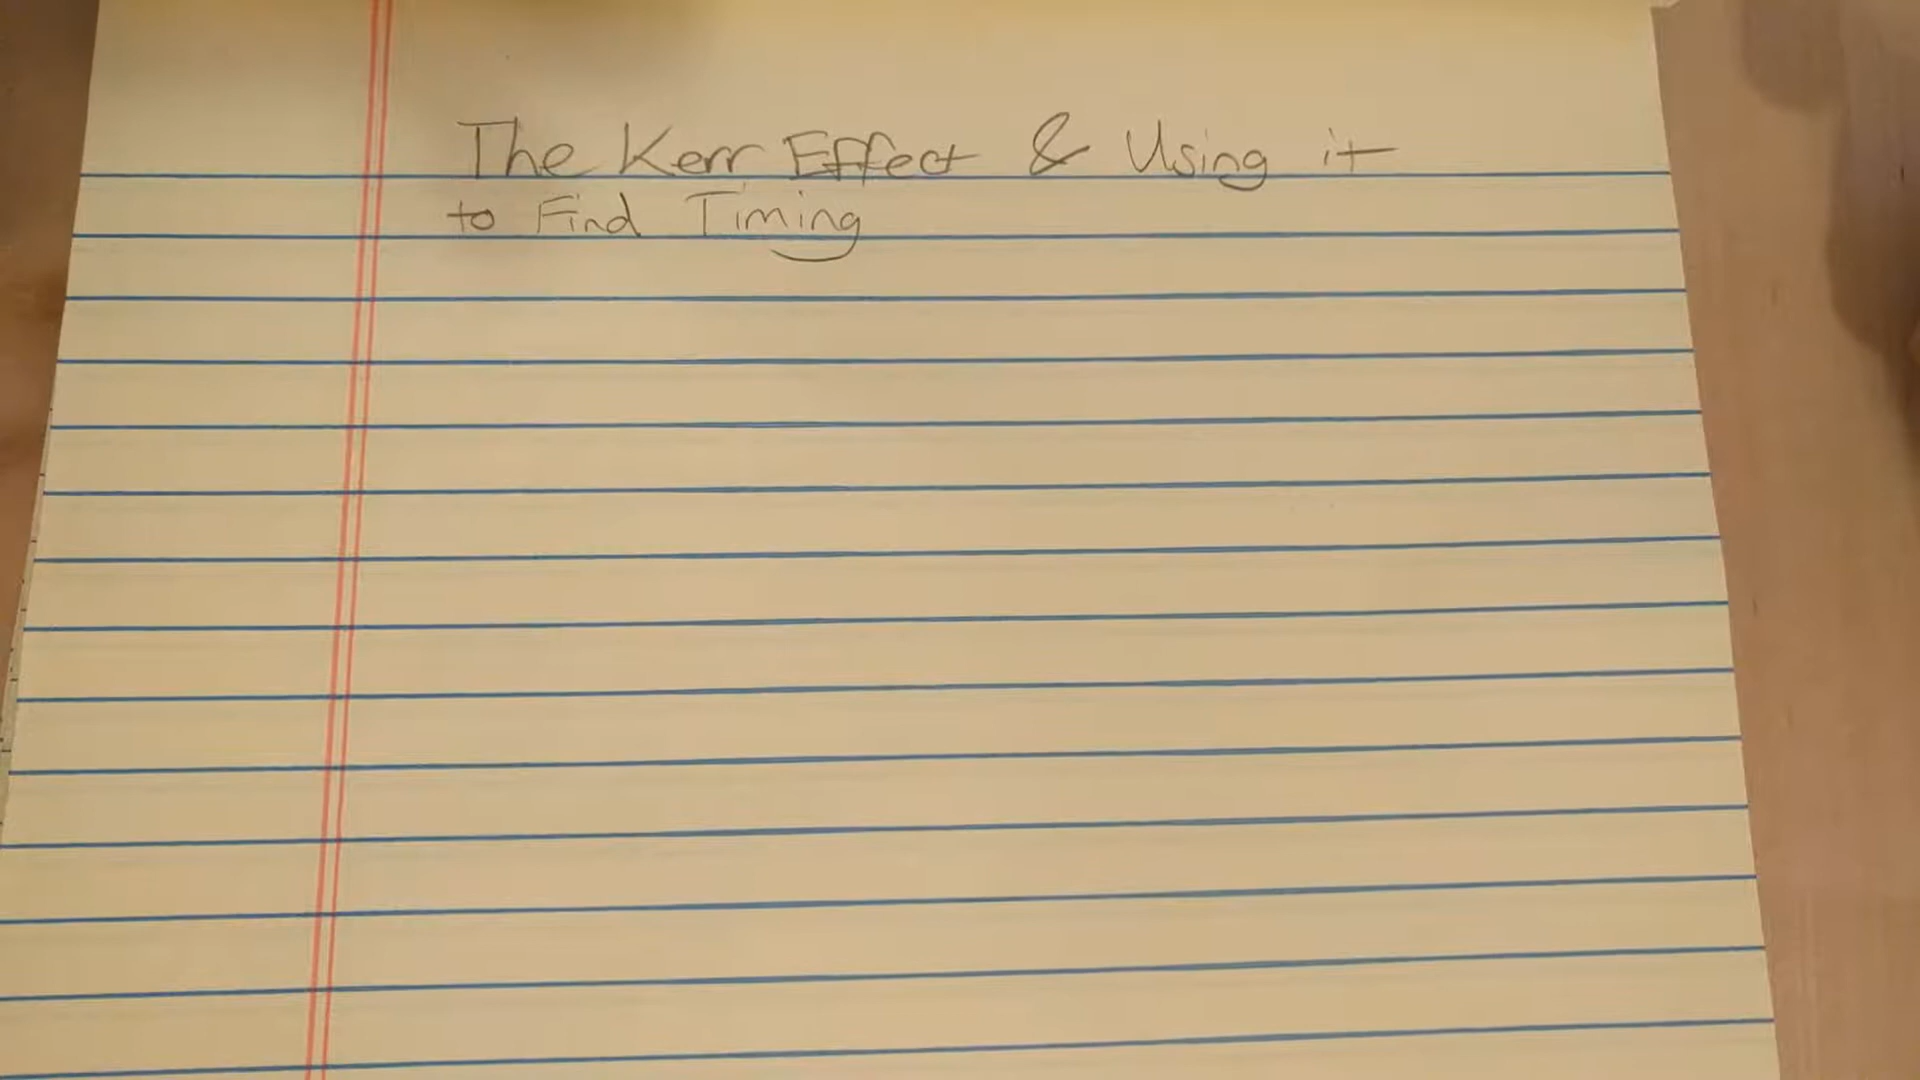 The Kerr Effect & Using it
to Find Timing